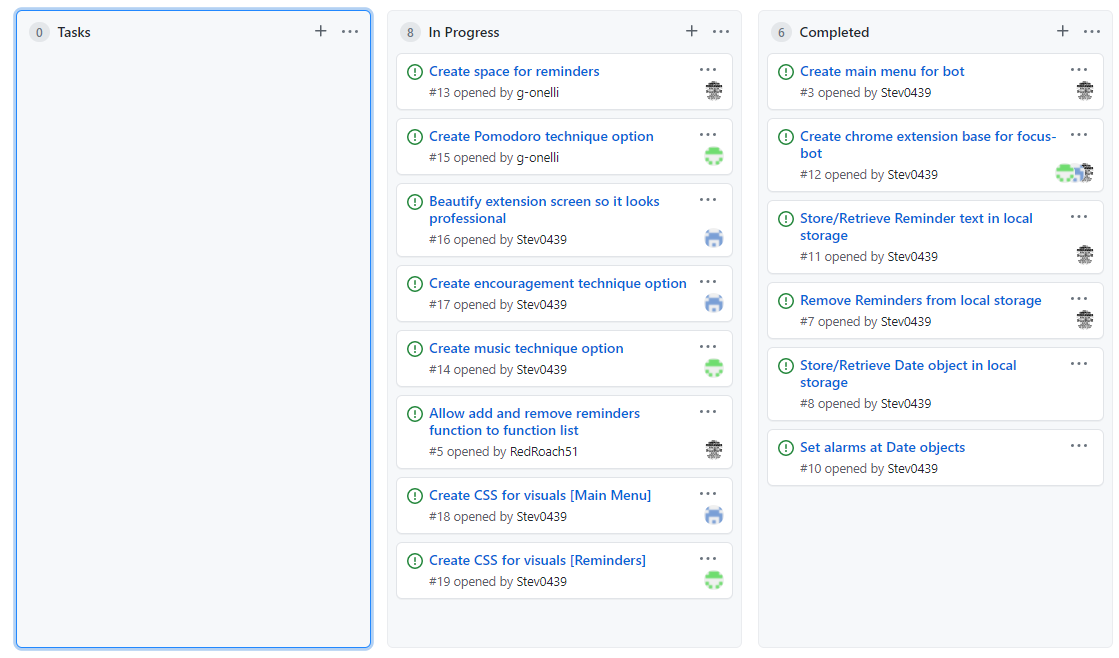 0 Tasks
8 In Progress
Create space for reminders
#13 opened by g-onelli
Create Pomodoro technique option
#15 opened by g-onelli
Beautify extension screen so it looks
professional
#16 opened by Stev0439
Create encouragement technique option
#17 opened by Stev0439
Create music technique option
#14 opened by Stev0439
Allow add and remove reminders
function to function list
#5 opened by RedRoach51
Create CSS for visuals [Main Menu]
#18 opened by Stev0439
Create CSS for visuals [Reminders]
#19 opened by Stev0439
6 Completed
Create main menu for bot
#3 opened by Stev0439
Create chrome extension base for focus-
bot
#12 opened by Stev0439
Store/Retrieve Reminder text in local
storage
#11 opened by Stev0439
Remove Reminders from local storage
#7 opened by Stev0439
Store/Retrieve Date object in local
storage
#8 opened by Stev0439
Set alarms at Date objects
#10 opened by Stev0439